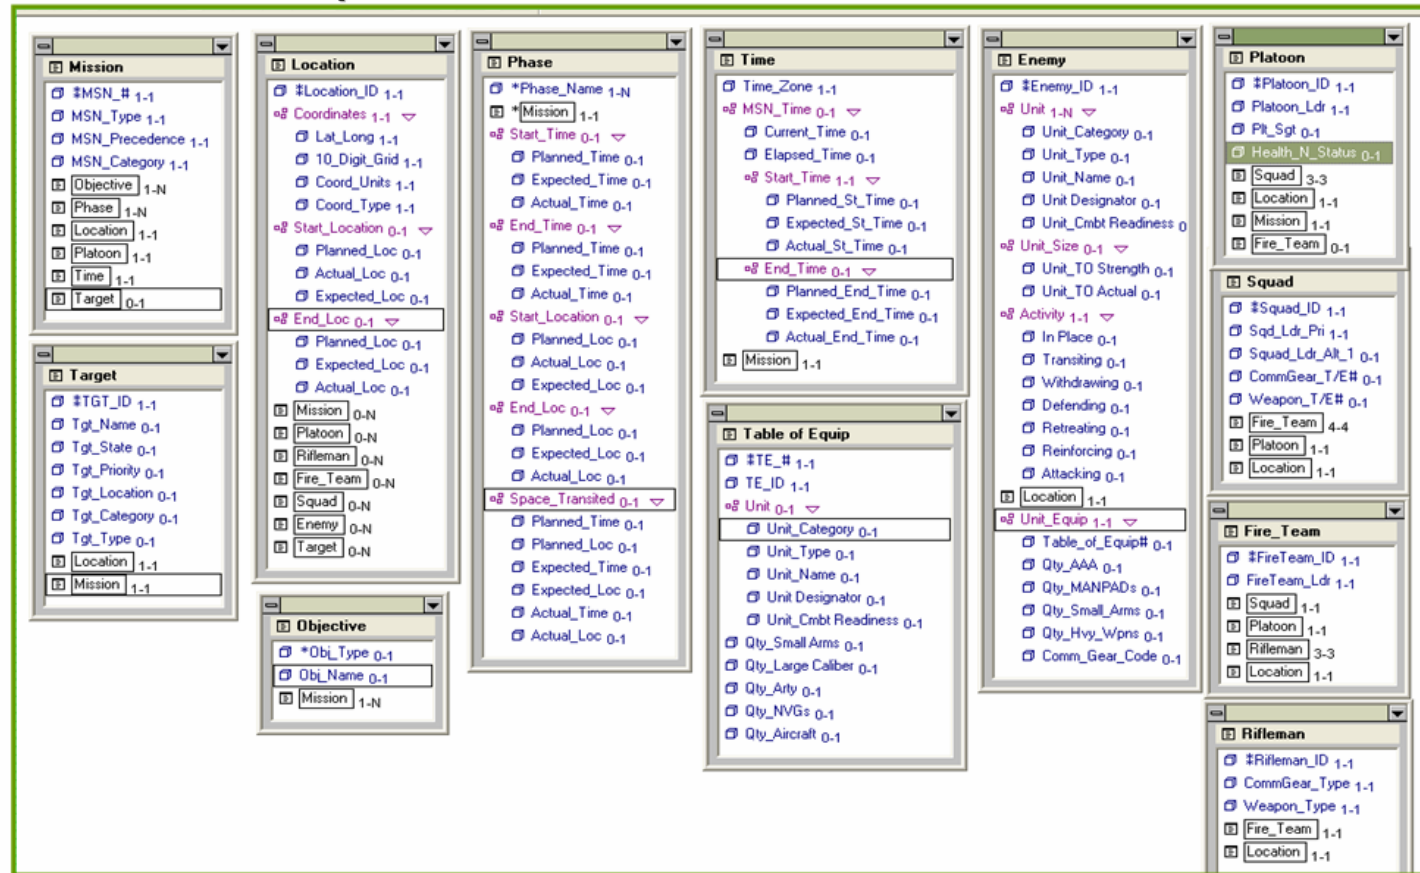 Mission
‡MSN_# 1-1
MSN_Type 1-1
MSN_Precedence 1-1
MSN_Category 1-1
Objective 1-N
Phase 1-N
Location 1-1
Platoon 1-1
Time 1-1
Target 0-1
Target
‡TGT_ID 1-1
Tgt_Name 0-1
Tgt_State 0-1
Tgt_Priority 0-1
Tgt_Location 0-1
Tgt_Category 0-1
Tgt_Type 0-1
Location 1-1
Mission 1-1
Location
‡Location_ID 1-1
Coordinates 1-1
Lat_Long 1-1
10_Digit_Grid 1-1
Coord_Units 1-1
Coord_Type 1-1
Start_Location 0-1
Planned_Loc 0-1
Actual_Loc 0-1
Expected_Loc 0-1
End_Loc 0-1
Planned_Loc 0-1
Expected_Loc 0-1
Actual_Loc 0-1
Mission 0-N
Platoon 0-N
Rifleman 0-N
Fire_Team 0-N
Squad 0-N
Enemy 0-N
Target 0-N
Objective
*Obj_Type 0-1
Obj_Name 0-1
Mission 1-N
Phase
*Phase_Name 1-N
*Mission 1-1
Start_Time 0-1
Planned_Time 0-1
Expected_Time 0-1
Actual_Time 0-1
End_Time 0-1
Planned_Time 0-1
Expected_Time 0-1
Actual_Time 0-1
Start_Location 0-1
Planned_Loc 0-1
Actual_Loc 0-1
Expected_Loc 0-1
End_Loc 0-1
Planned_Loc 0-1
Expected_Loc 0-1
Actual_Loc 0-1
Space_Transited 0-1
Planned_Time 0-1
Planned_Loc 0-1
Expected_Time 0-1
Expected_Loc 0-1
Actual_Time 0-1
Actual_Loc 0-1
Time
Time_Zone 1-1
MSN_Time 0-1
Current_Time 0-1
Elapsed_Time 0-1
Start_Time 1-1
Planned_St_Time 0-1
Expected_St_Time 0-1
Actual_St_Time 0-1
End_Time 0-1
Planned_End_Time 0-1
Expected_End_Time 0-1
Actual_End_Time 0-1
Mission 1-1
Table of Equip
‡TE_# 1-1
TE_ID 1-1
Unit 0-1
Unit_Category 0-1
Unit_Type 0-1
Unit_Name 0-1
Unit Designator 0-1
Unit_Cmbt Readiness 0-1
Qty_Small Arms 0-1
Qty_Large Caliber 0-1
Qty_Arty 0-1
Qty_NVGs 0-1
Qty_Aircraft 0-1
Enemy
‡Enemy_ID 1-1
Unit 1-N
Unit_Category 0-1
Unit_Type 0-1
Unit_Name 0-1
Unit Designator 0-1
Unit_Cmbt Readiness 0
Unit_Size 0-1
Unit_TO Strength 0-1
Unit_TO Actual 0-1
Activity 1-1
In Place 0-1
Transiting 0-1
Withdrawing 0-1
Defending 0-1
Retreating 0-1
Reinforcing 0-1
Attacking 0-1
Location 1-1
Unit_Equip 1-1
Table_of_Equip# 0-1
Qty_AAA 0-1
Qty_MANPADs 0-1
Qty_Small_Arms 0-1
Qty_Hvy_Wpns 0-1
Comm_Gear_Code 0-1
Platoon
‡Platoon_ID 1-1
Platoon_Ldr 1-1
Plt_Sgt 0-1
Health_N_Status 0-1
Squad 3-3
Location 1-1
Mission 1-1
Fire_Team 0-1
Squad
‡Squad_ID 1-1
Sqd_Ldr_Pri 1-1
Squad_Ldr_Alt_1 0-1
CommGear_T/E# 0-1
Weapon_T/E# 0-1
Fire_Team 4-4
Platoon 1-1
Location 1-1
Fire_Team
‡FireTeam_ID 1-1
FireTeam_Ldr 1-1
Squad 1-1
Platoon 1-1
Rifleman 3-3
Location 1-1
Rifleman
‡Rifleman_ID 1-1
CommGear_Type 1-1
Weapon_Type 1-1
Fire_Team 1-1
Location 1-1